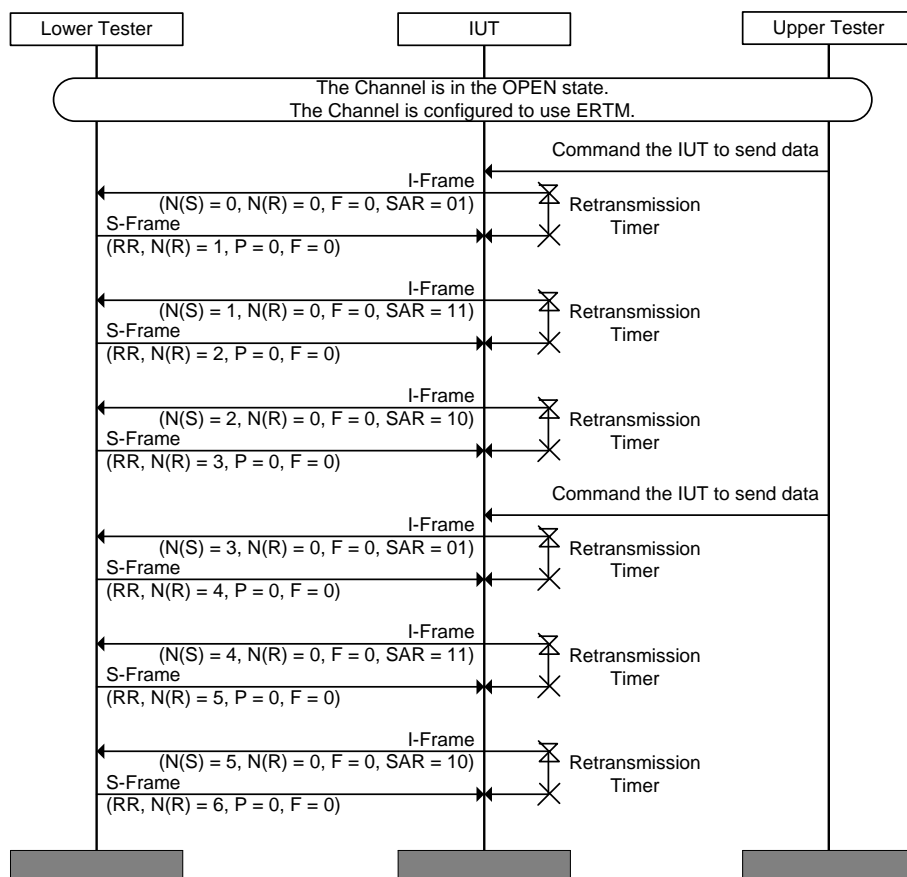 Lower Tester
IUT
Upper Tester
The Channel is in the OPEN state.
The Channel is configured to use ERTM.
Command the IUT to send data
I-Frame
(N(S) = 0, N(R) = 0, F = 0, SAR = 01)
Retransmission
Timer
S-Frame
(RR, N(R) = 1, P = 0, F = 0)
I-Frame
(N(S) = 1, N(R) = 0, F = 0, SAR = 11)
Retransmission
Timer
S-Frame
(RR, N(R) = 2, P = 0, F = 0)
I-Frame
(N(S) = 2, N(R) = 0, F = 0, SAR = 10)
Retransmission
Timer
S-Frame
(RR, N(R) = 3, P = 0, F = 0)
Command the IUT to send data
I-Frame
(N(S) = 3, N(R) = 0, F = 0, SAR = 01)
Retransmission
Timer
S-Frame
(RR, N(R) = 4, P = 0, F = 0)
I-Frame
(N(S) = 4, N(R) = 0, F = 0, SAR = 11)
Retransmission
Timer
S-Frame
(RR, N(R) = 5, P = 0, F = 0)
I-Frame
(N(S) = 5, N(R) = 0, F = 0, SAR = 10)
Retransmission
Timer
S-Frame
(RR, N(R) = 6, P = 0, F = 0)